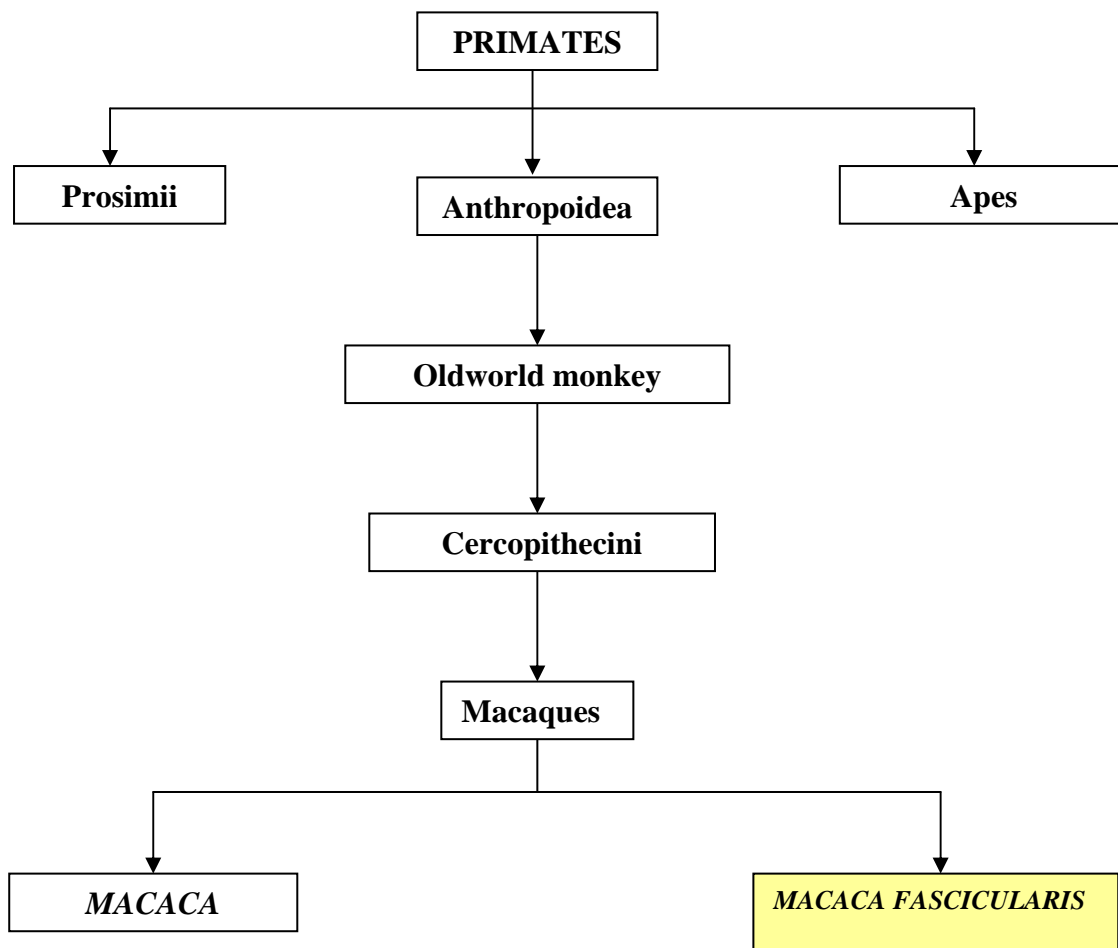 PRIMATES
Prosimii
Anthropoidea
Apes
Oldworld monkey
Cercopithecini
Macaques
MACACA
MACACA FASCICULARIS